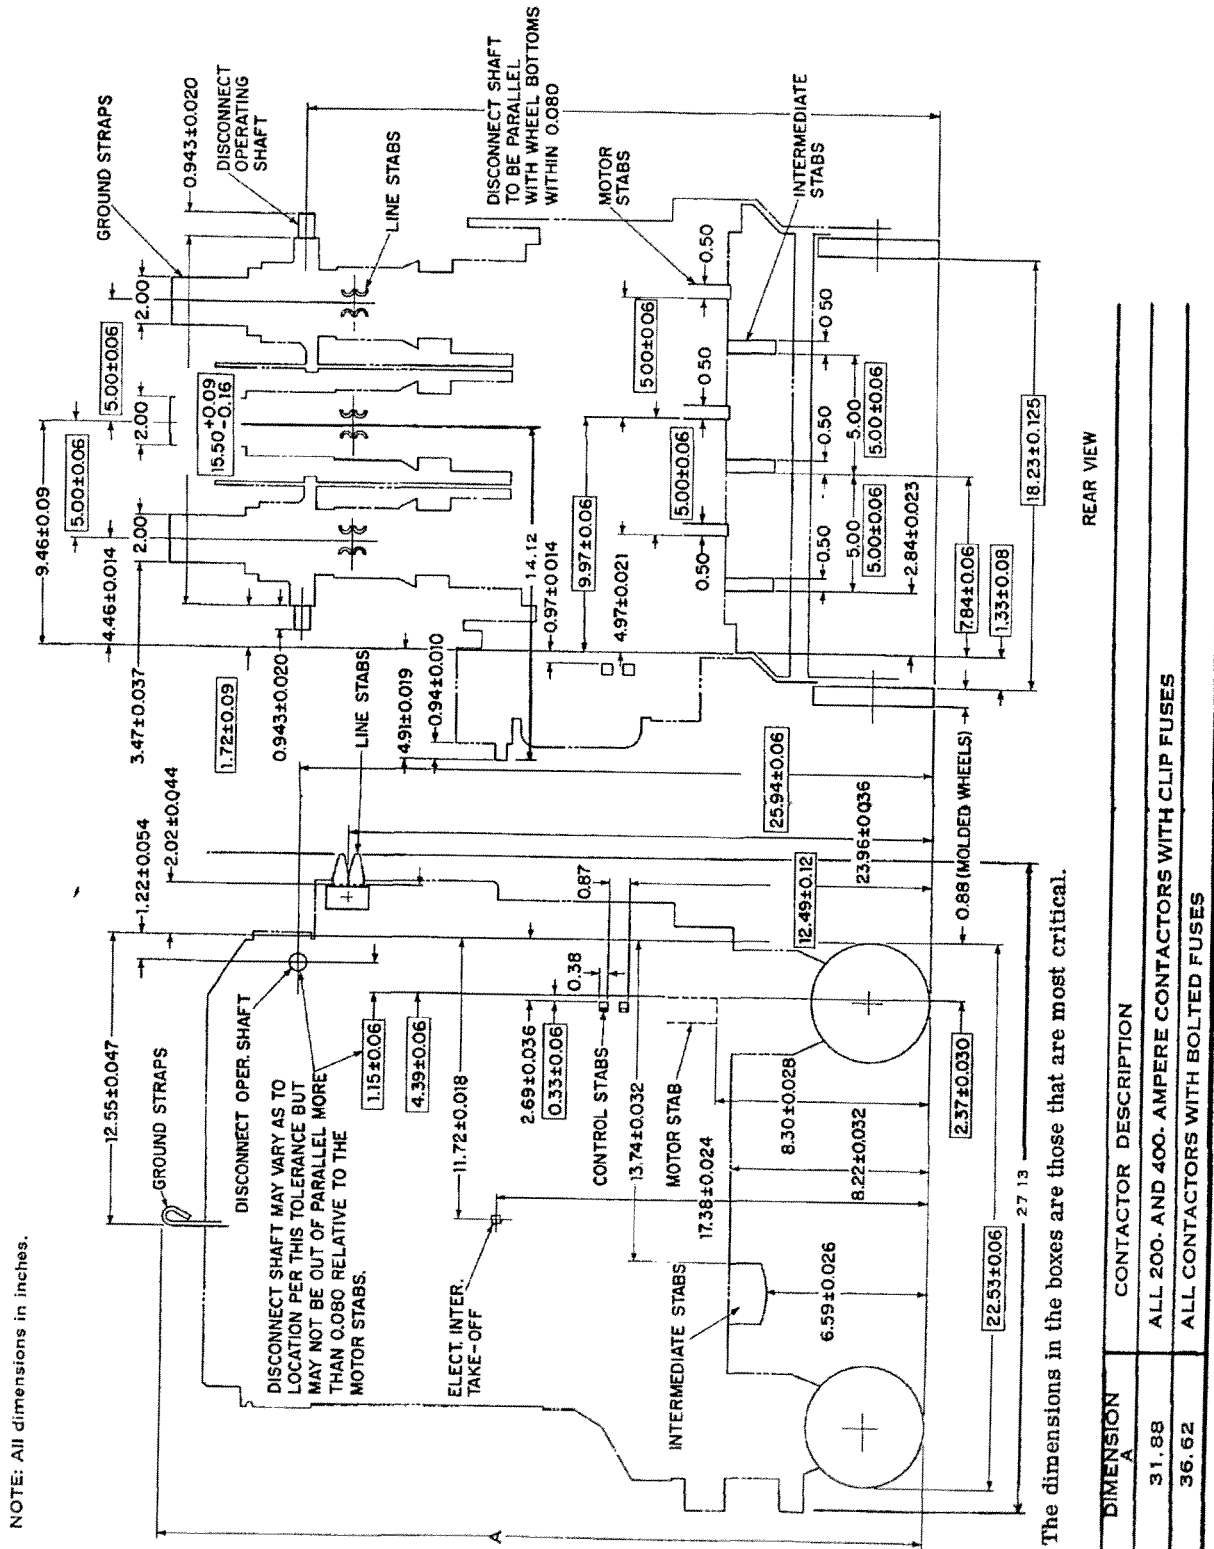 NOTE: All dimensions in inches.
A
12.55±0.047
1.22±0.054
2.02±0.044
GROUND STRAPS
DISCONNECT OPER. SHAFT
DISCONNECT SHAFT MAY VARY AS TO
LOCATION PER THIS TOLERANCE BUT
MAY NOT BE OUT OF PARALLEL MORE
THAN 0.080 RELATIVE TO THE
MOTOR STABS.
LINE STABS
1.15±0.06
4.39±0.06
11.72±0.018
ELECT. INTER.
TAKE-OFF
2.69±0.036
0.33±0.06
0.38
0.87
CONTROL STABS
13.74±0.032
MOTOR STAB
17.38±0.024
INTERMEDIATE STABS
8.30±0.028
8.22±0.032
6.59±0.026
25.94±0.06
23.96±0.036
12.49±0.12
0.88 (MOLDED WHEELS)
2.37±0.030
22.53±0.06
27 13
9.46±0.09
5.00±0.06
5.00±0.06
4.46±0.014
3.47±0.037
2.00
2.00
2.00
GROUND STRAPS
15.50 +0.09
-0.16
1.72±0.09
0.943±0.020
0.943±0.020
DISCONNECT
OPERATING
SHAFT
LINE STABS
4.91±0.019
0.94±0.010
14.12
DISCONNECT SHAFT
TO BE PARALLEL
WITH WHEEL BOTTOMS
WITHIN 0.080
0.97±0.014
9.97±0.06
4.97±0.021
5.00±0.06
5.00±0.06
MOTOR
STABS
0.50
0.50
0.50
INTERMEDIATE
STABS
0.50
0.50
0.50
5.00
5.00
5.00±0.06
5.00±0.06
2.84±0.023
7.84±0.06
1.33±0.08
18.23±0.125
REAR VIEW
The dimensions in the boxes are those that are most critical.
DIMENSION CONTACTOR DESCRIPTION
A
31.88 ALL 200- AND 400- AMPERE CONTACTORS WITH CLIP FUSES
36.62 ALL CONTACTORS WITH BOLTED FUSES